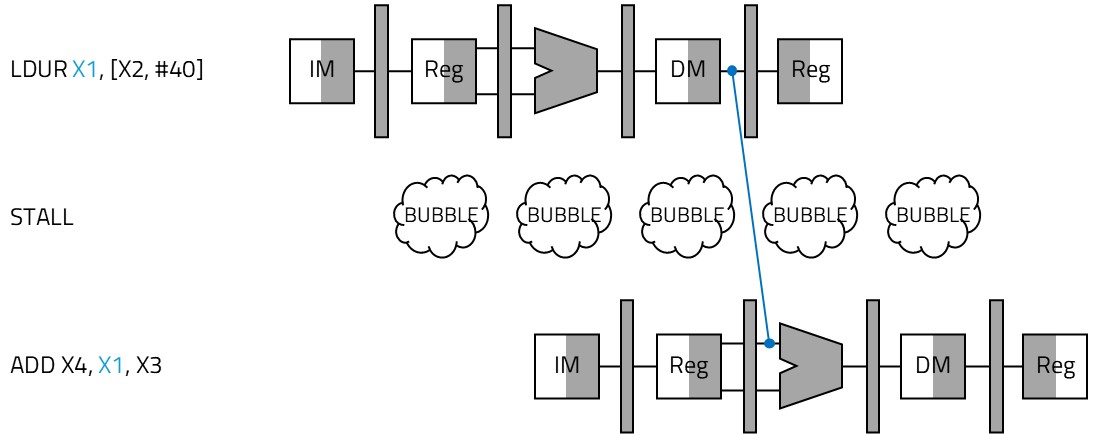 LDUR X1, [X2, #40] IM Reg DM Reg
STALL BUBBLE BUBBLE BUBBLE BUBBLE BUBBLE
ADD X4, X1, X3 IM Reg DM Reg